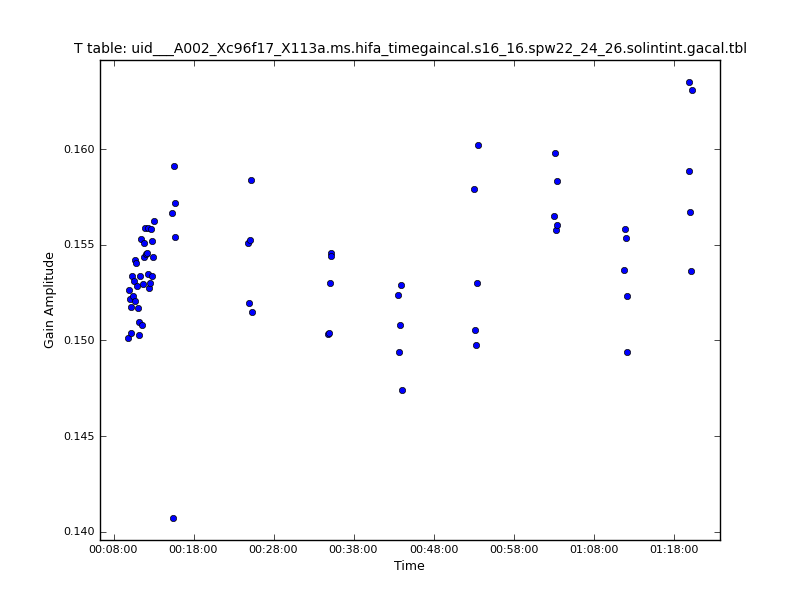 T table: uid___A002_Xc96f17_X113a.ms.hifa_timegaincal.s16_16.spw22_24_26.solintint.gacal.tbl
Gain Amplitude
0.160
0.155
0.150
0.145
0.140
00:08:00 00:18:00 00:28:00 00:38:00 00:48:00 00:58:00 01:08:00 01:18:00
Time